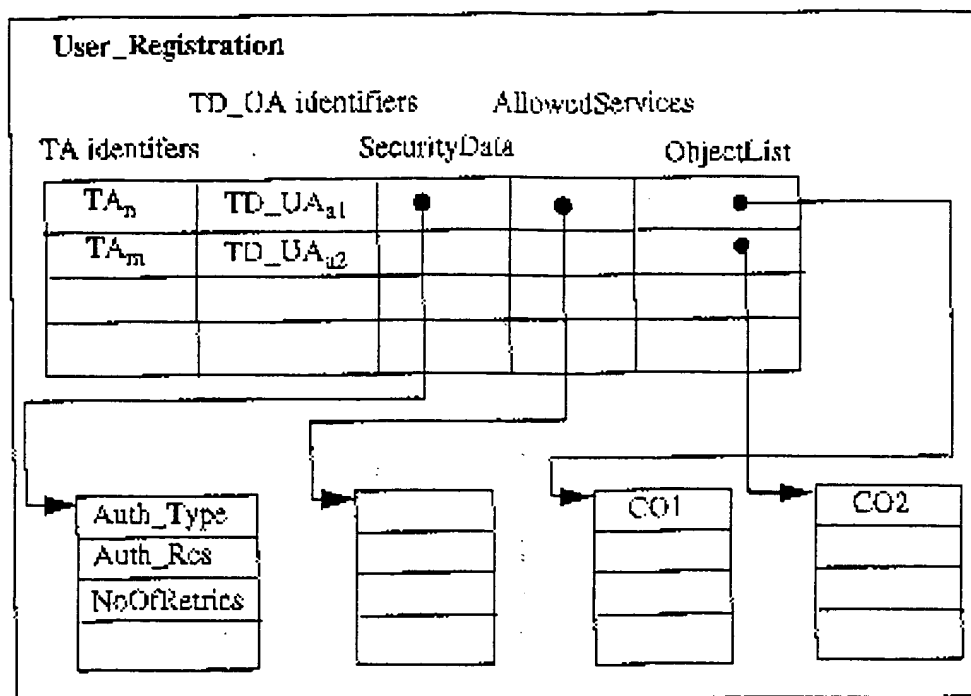 User_Registration
TD_UA identifiers AllowedServices
TA identifers SecurityData ObjectList
TAn TD_UAa1
TAm TD_UAa2
Auth_Type CO1 CO2
Auth_Res
NoOfRetries